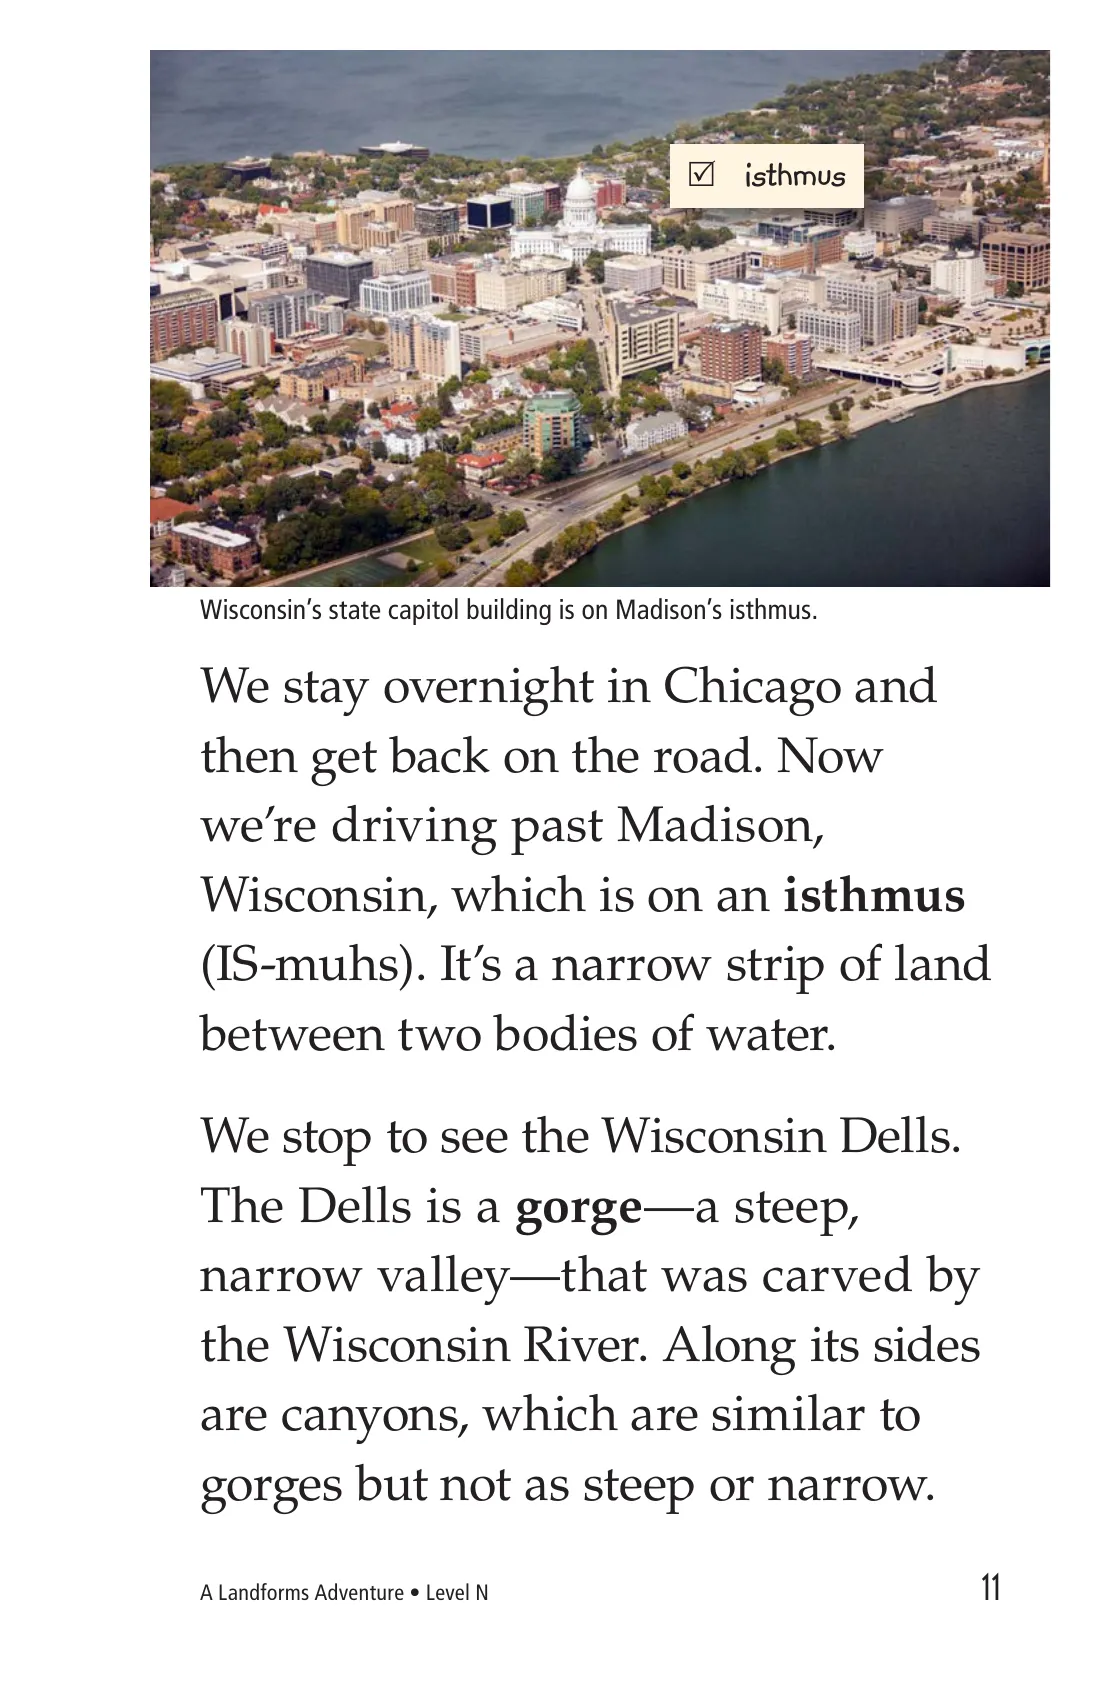 ☑ isthmus
Wisconsin’s state capitol building is on Madison’s isthmus.
We stay overnight in Chicago and
then get back on the road. Now
we’re driving past Madison,
Wisconsin, which is on an isthmus
(IS-muhs). It’s a narrow strip of land
between two bodies of water.
We stop to see the Wisconsin Dells.
The Dells is a gorge—a steep,
narrow valley—that was carved by
the Wisconsin River. Along its sides
are canyons, which are similar to
gorges but not as steep or narrow.
A Landforms Adventure • Level N
11